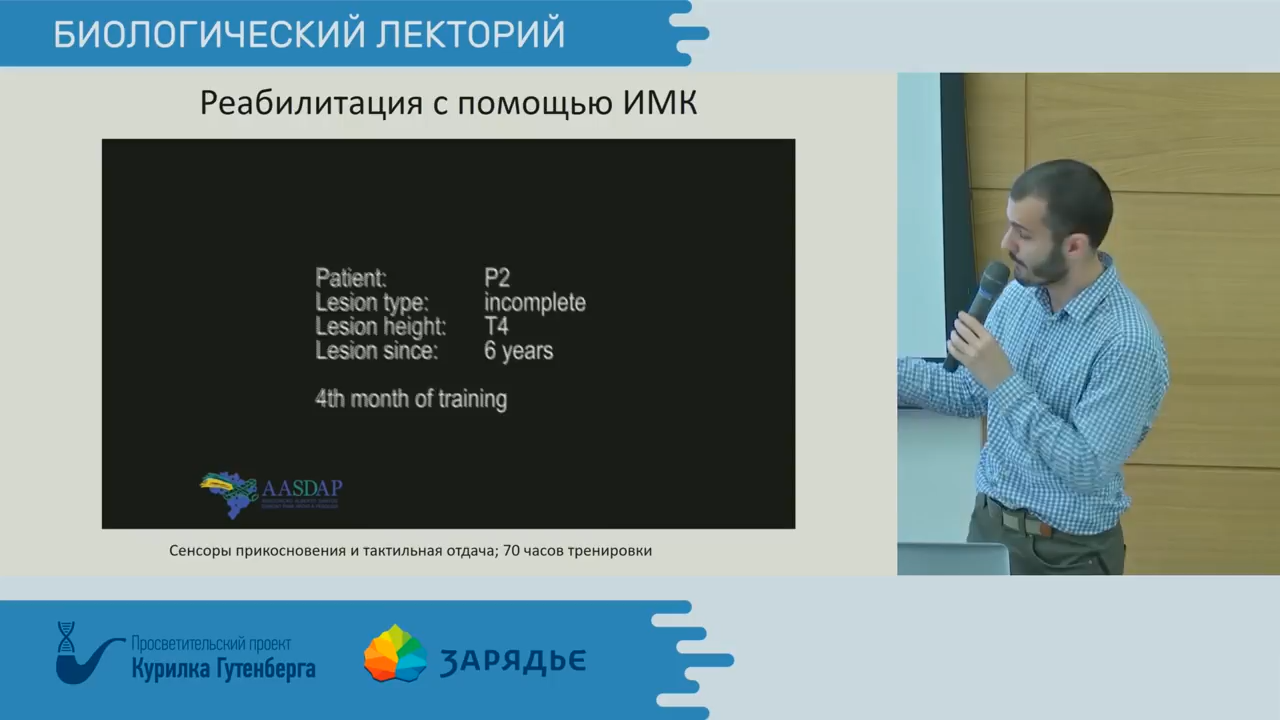 БИОЛОГИЧЕСКИЙ ЛЕКТОРИЙ
Реабилитация с помощью ИМК
Patient: P2
Lesion type: incomplete
Lesion height: T4
Lesion since: 6 years
4th month of training
AASDAP
Сенсоры прикосновения и тактильная отдача; 70 часов тренировки
Просветительский проект
Курилка Гутенберга
ЗАРЯДЬЕ